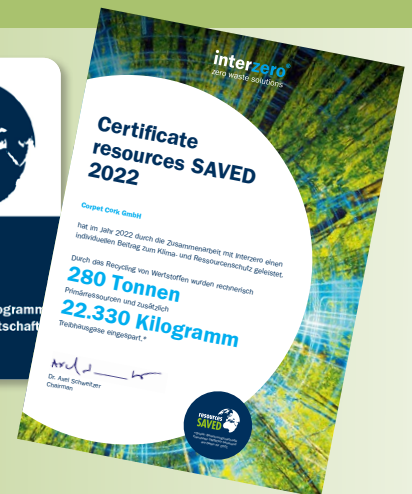 interzero®
zero waste solutions
Certificate
resources SAVED
2022
Corpet Cork GmbH
hat im Jahr 2022 durch die Zusammenarbeit mit Interzero einen
individuellen Beitrag zum Klima- und Ressourcenschutz geleistet.
Durch das Recycling von Wertstoffen wurden rechnerisch
280 Tonnen
Primärressourcen und zusätzlich
22.330 Kilogramm
Treibhausgase eingespart.*
Dr. Axel Schweitzer
Chairman
resources
SAVED
ogramm
tschaft